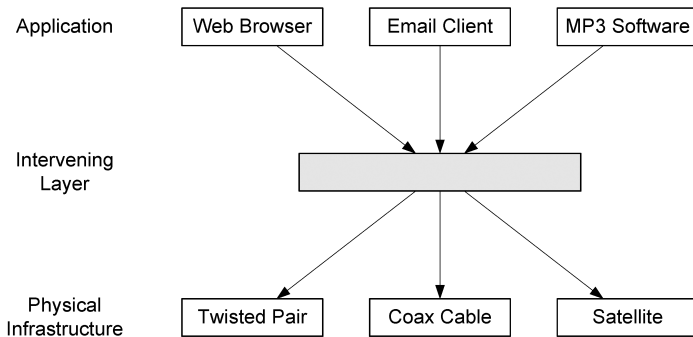 Application
Web Browser
Email Client
MP3 Software
Intervening
Layer
Physical
Infrastructure
Twisted Pair
Coax Cable
Satellite